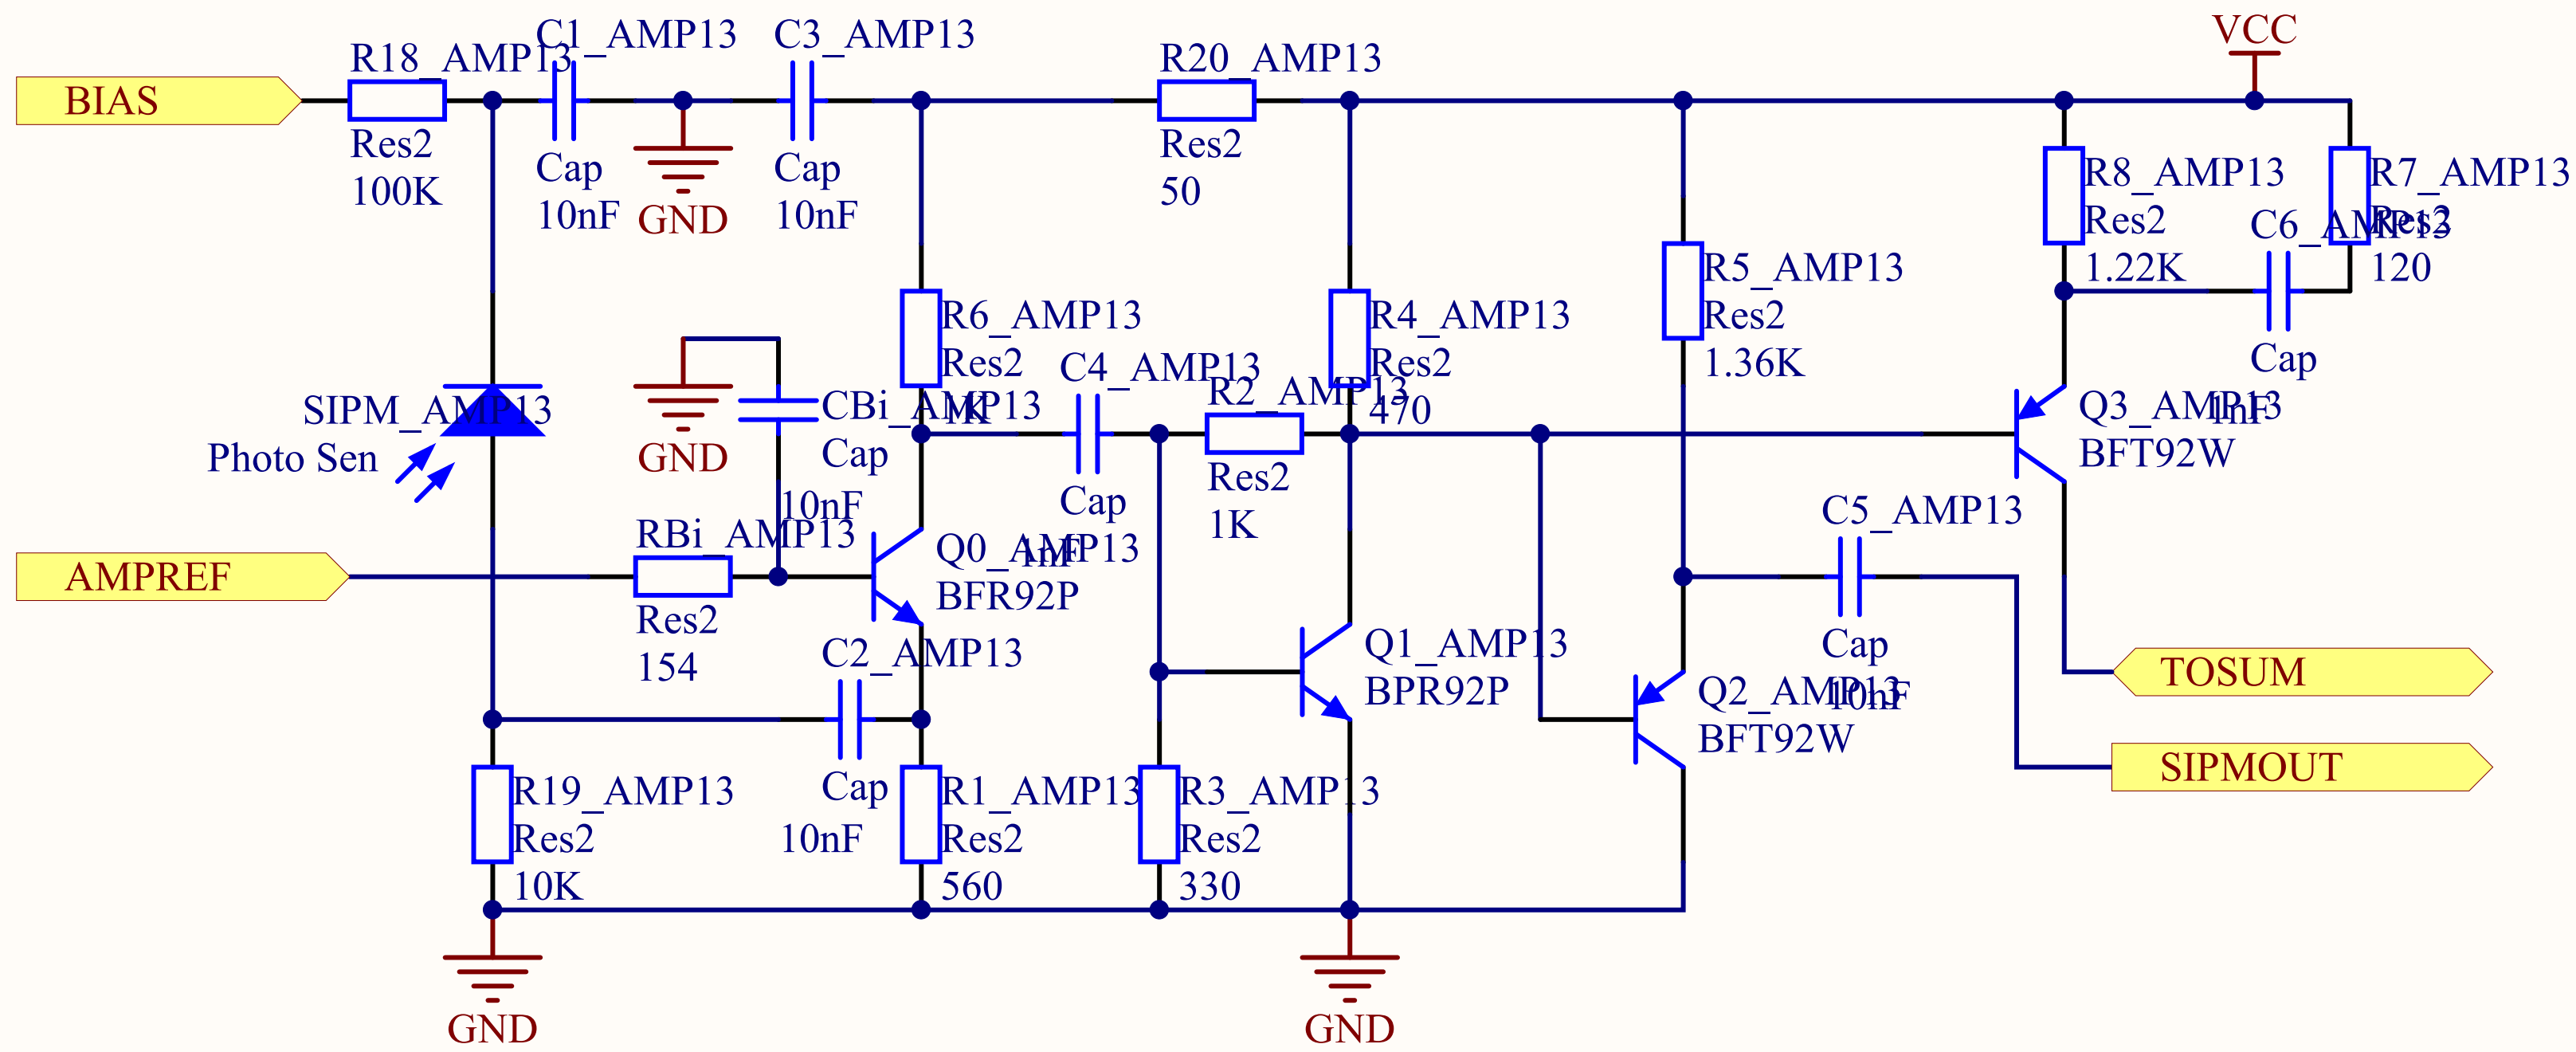 C1_AMP13
C3_AMP13
VCC
R18_AMP13
R20_AMP13
BIAS
Res2
100K
Cap
10nF
GND
Cap
10nF
Res2
50
R8_AMP13
Res2
1.22K
R7_AMP13
Res2
120
C6_AMP13
Cap
1nF
R5_AMP13
Res2
1.36K
R6_AMP13
Res2
1K
R4_AMP13
Res2
470
C4_AMP13
Cap
1nF
R2_AMP13
Res2
1K
SIPM_AMP13
Photo Sen
GND
CBi_AMP13
Cap
10nF
Q3_AMP13
BFT92W
C5_AMP13
Cap
10nF
AMPREF
RBi_AMP13
Res2
154
Q0_AMP13
BFR92P
C2_AMP13
Cap
10nF
Q1_AMP13
BPR92P
Q2_AMP13
BFT92W
TOSUM
SIPMOUT
R19_AMP13
Res2
10K
R1_AMP13
Res2
560
R3_AMP13
Res2
330
GND
GND